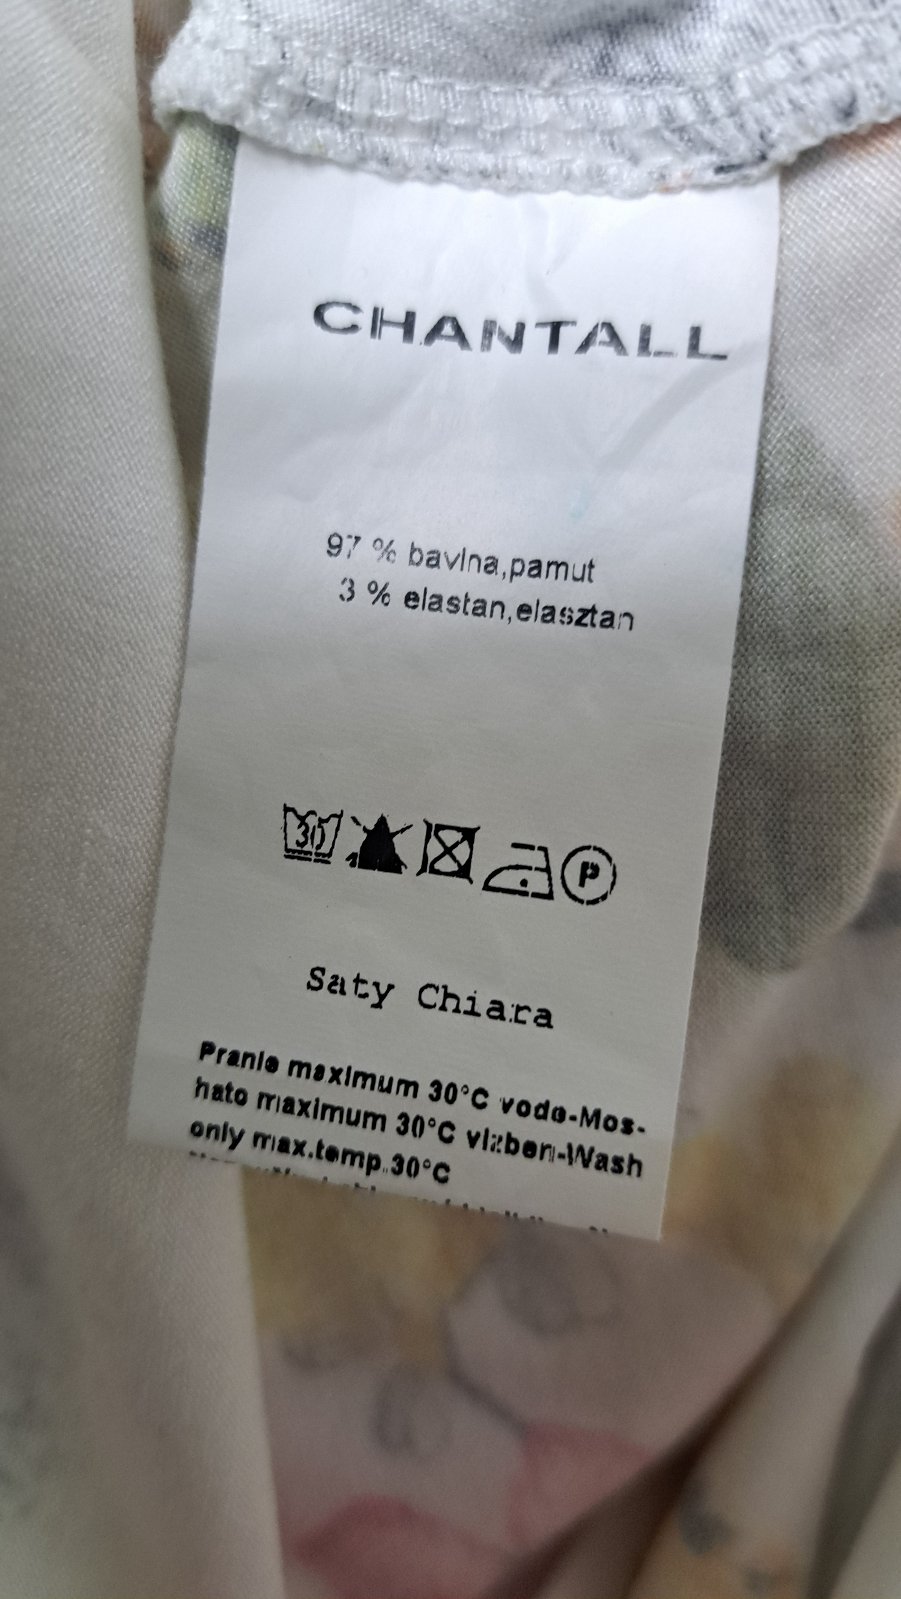 CHANTALL
97 % bavlna,pamut
3 % elastan,elasztan
30
P
Saty Chiara
Pranie maximum 30°C vode-Mos-
hato maximum 30°C vizben-Wash
only max.temp.30°C